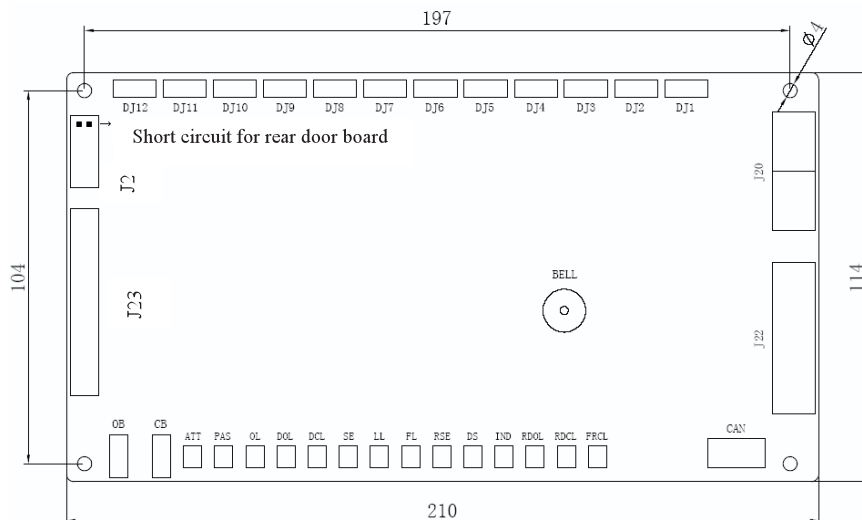 197
ø4
DJ12 DJ11 DJ10 DJ9 DJ8 DJ7 DJ6 DJ5 DJ4 DJ3 DJ2 DJ1
Short circuit for rear door board
J2
J20
104
114
J23
BELL
J22
OB CB ATT PAS OL DOL DCL SE LL FL RSE DS IND RDOL RDCL FRCL CAN
210